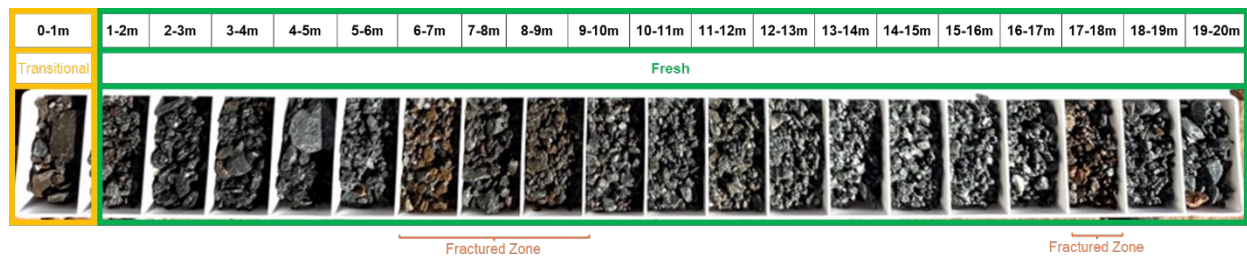 0-1m 1-2m 2-3m 3-4m 4-5m 5-6m 6-7m 7-8m 8-9m 9-10m 10-11m 11-12m 12-13m 13-14m 14-15m 15-16m 16-17m 17-18m 18-19m 19-20m
Transitional Fresh
Fractured Zone Fractured Zone